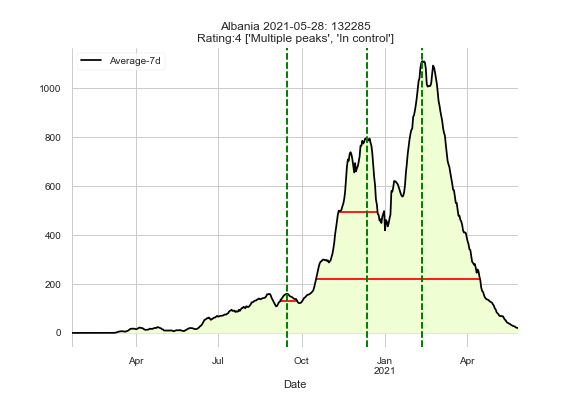 Albania 2021-05-28: 132285
Rating:4 ['Multiple peaks', 'In control']
Average-7d
1000
800
600
400
200
0
Apr Jul Oct Jan Apr
2021
Date